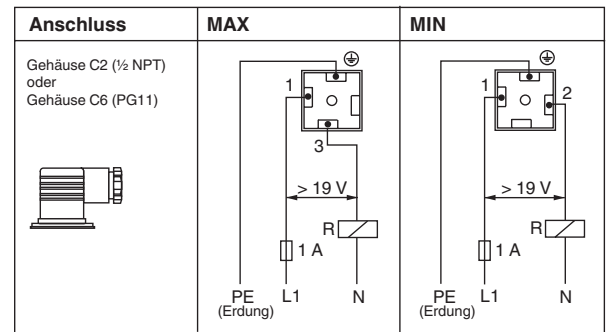 Anschluss
MAX
MIN
Gehäuse C2 (½ NPT)
oder
Gehäuse C6 (PG11)
1
3
> 19 V
R
1 A
PE
(Erdung)
L1
N
1
2
> 19 V
R
1 A
PE
(Erdung)
L1
N